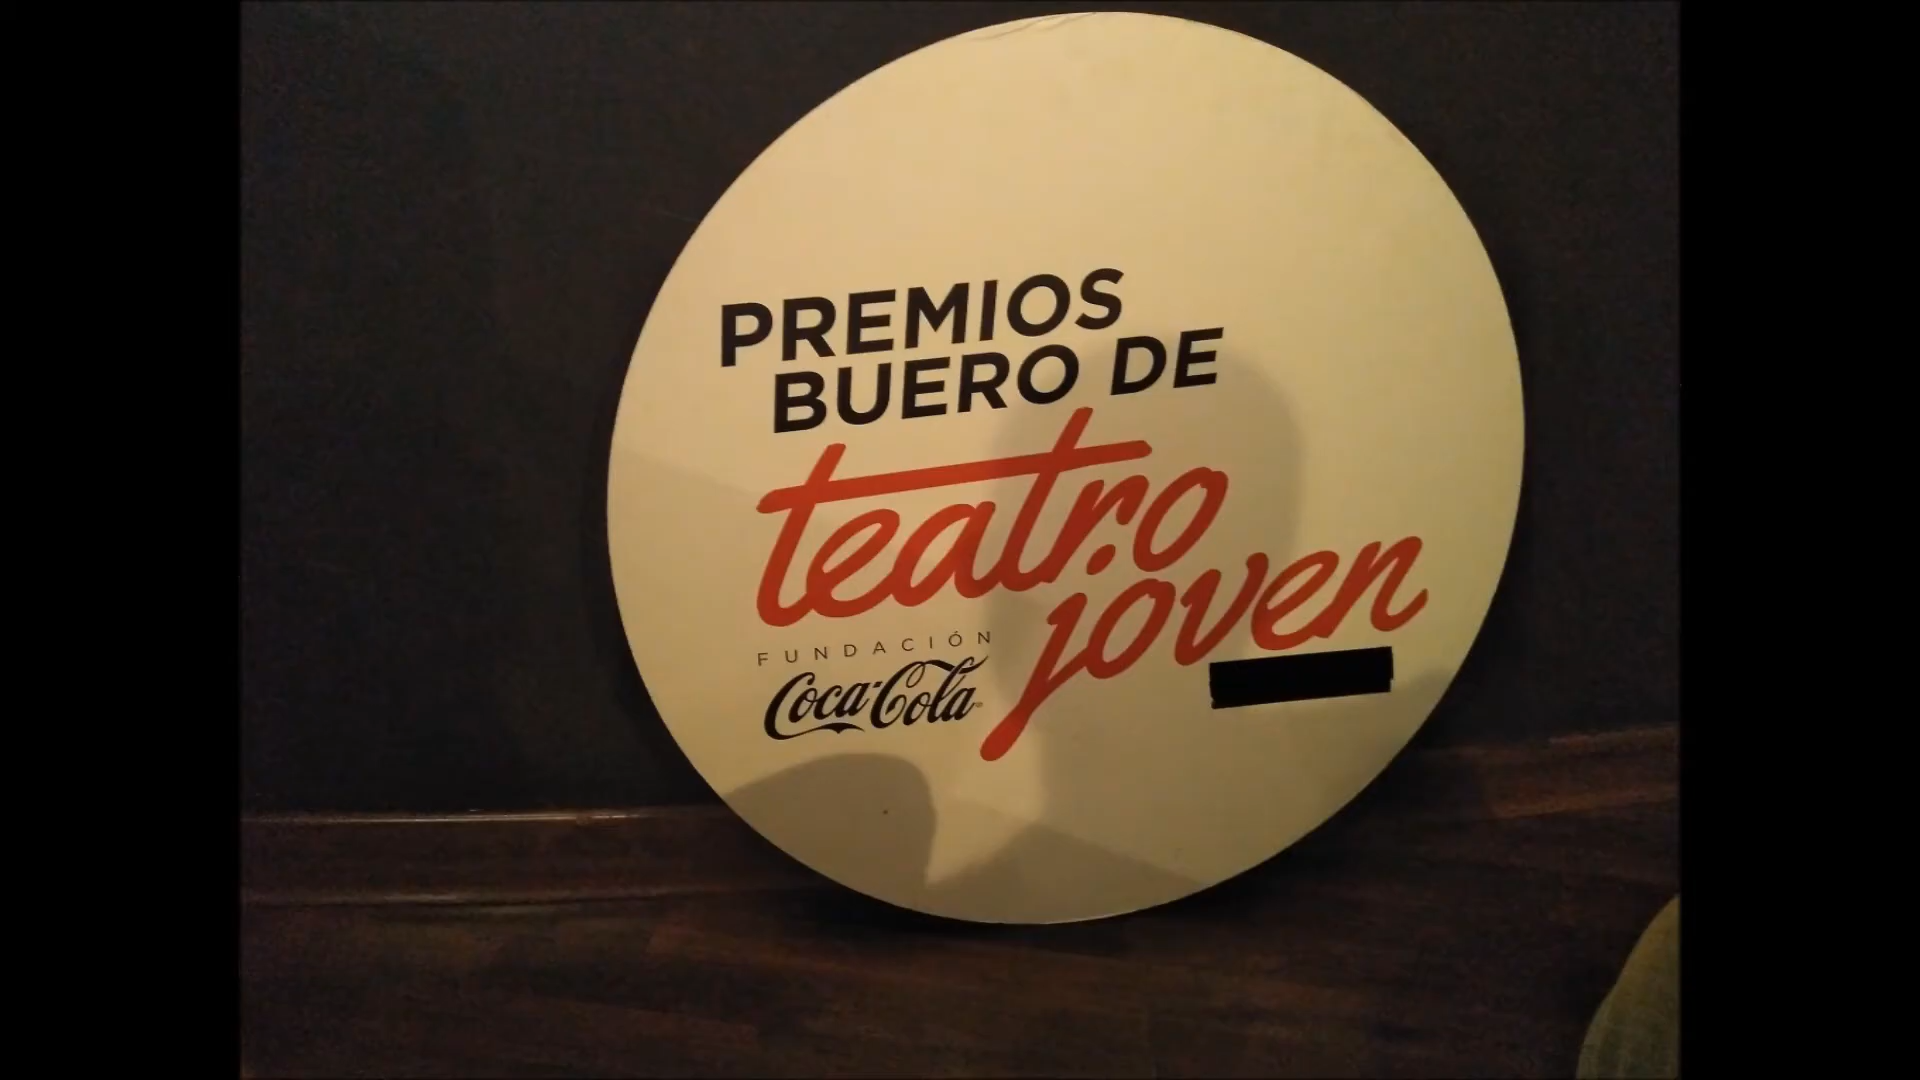 PREMIOS
BUERO DE
teatro
joven
FUNDACIÓN
Coca-Cola